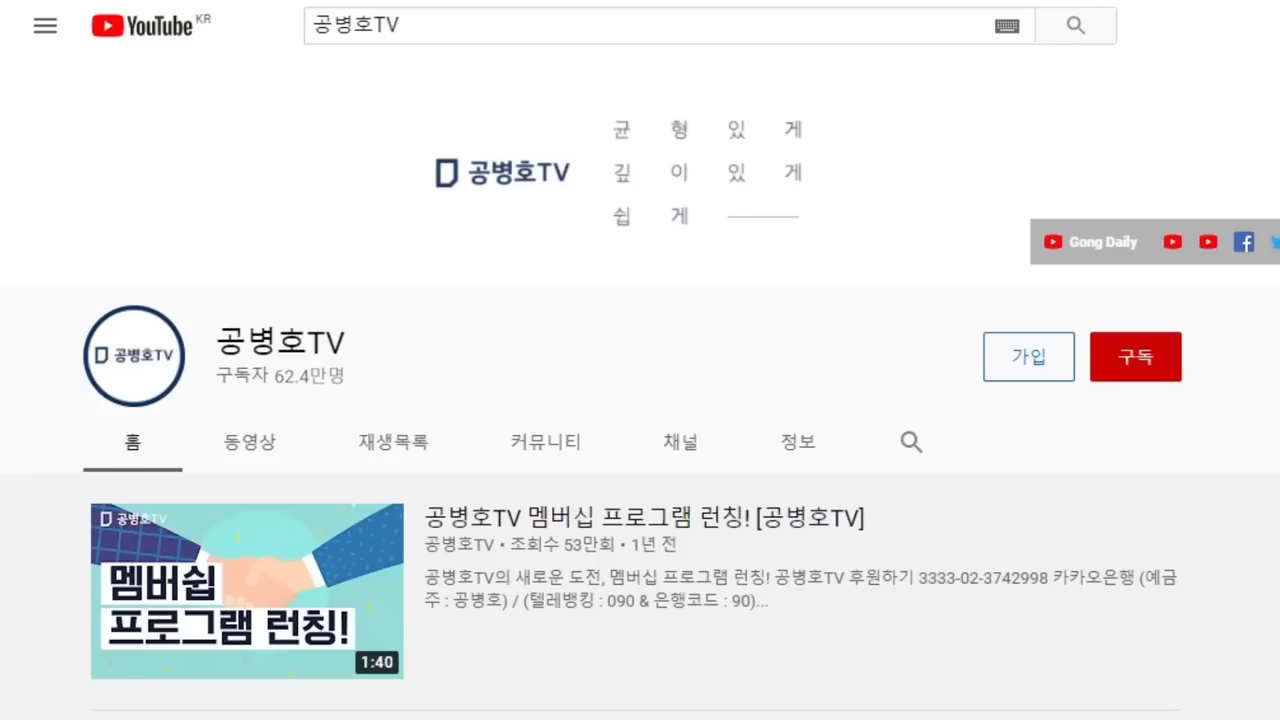 YouTube KR
공병호TV
균 형 있 게
공병호TV
깊 이 있 게
쉽 게
Gong Daily
공병호TV
공병호TV
구독자 62.4만명
가입
구독
홈
동영상
재생목록
커뮤니티
채널
정보
공병호TV
멤버쉽
프로그램 런칭!
1:40
공병호TV 멤버십 프로그램 런칭! [공병호TV]
공병호TV • 조회수 53만회 • 1년 전
공병호TV의 새로운 도전, 멤버십 프로그램 런칭! 공병호TV 후원하기 3333-02-3742998 카카오은행 (예금
주 : 공병호) / (텔레뱅킹 : 090 & 은행코드 : 90)...